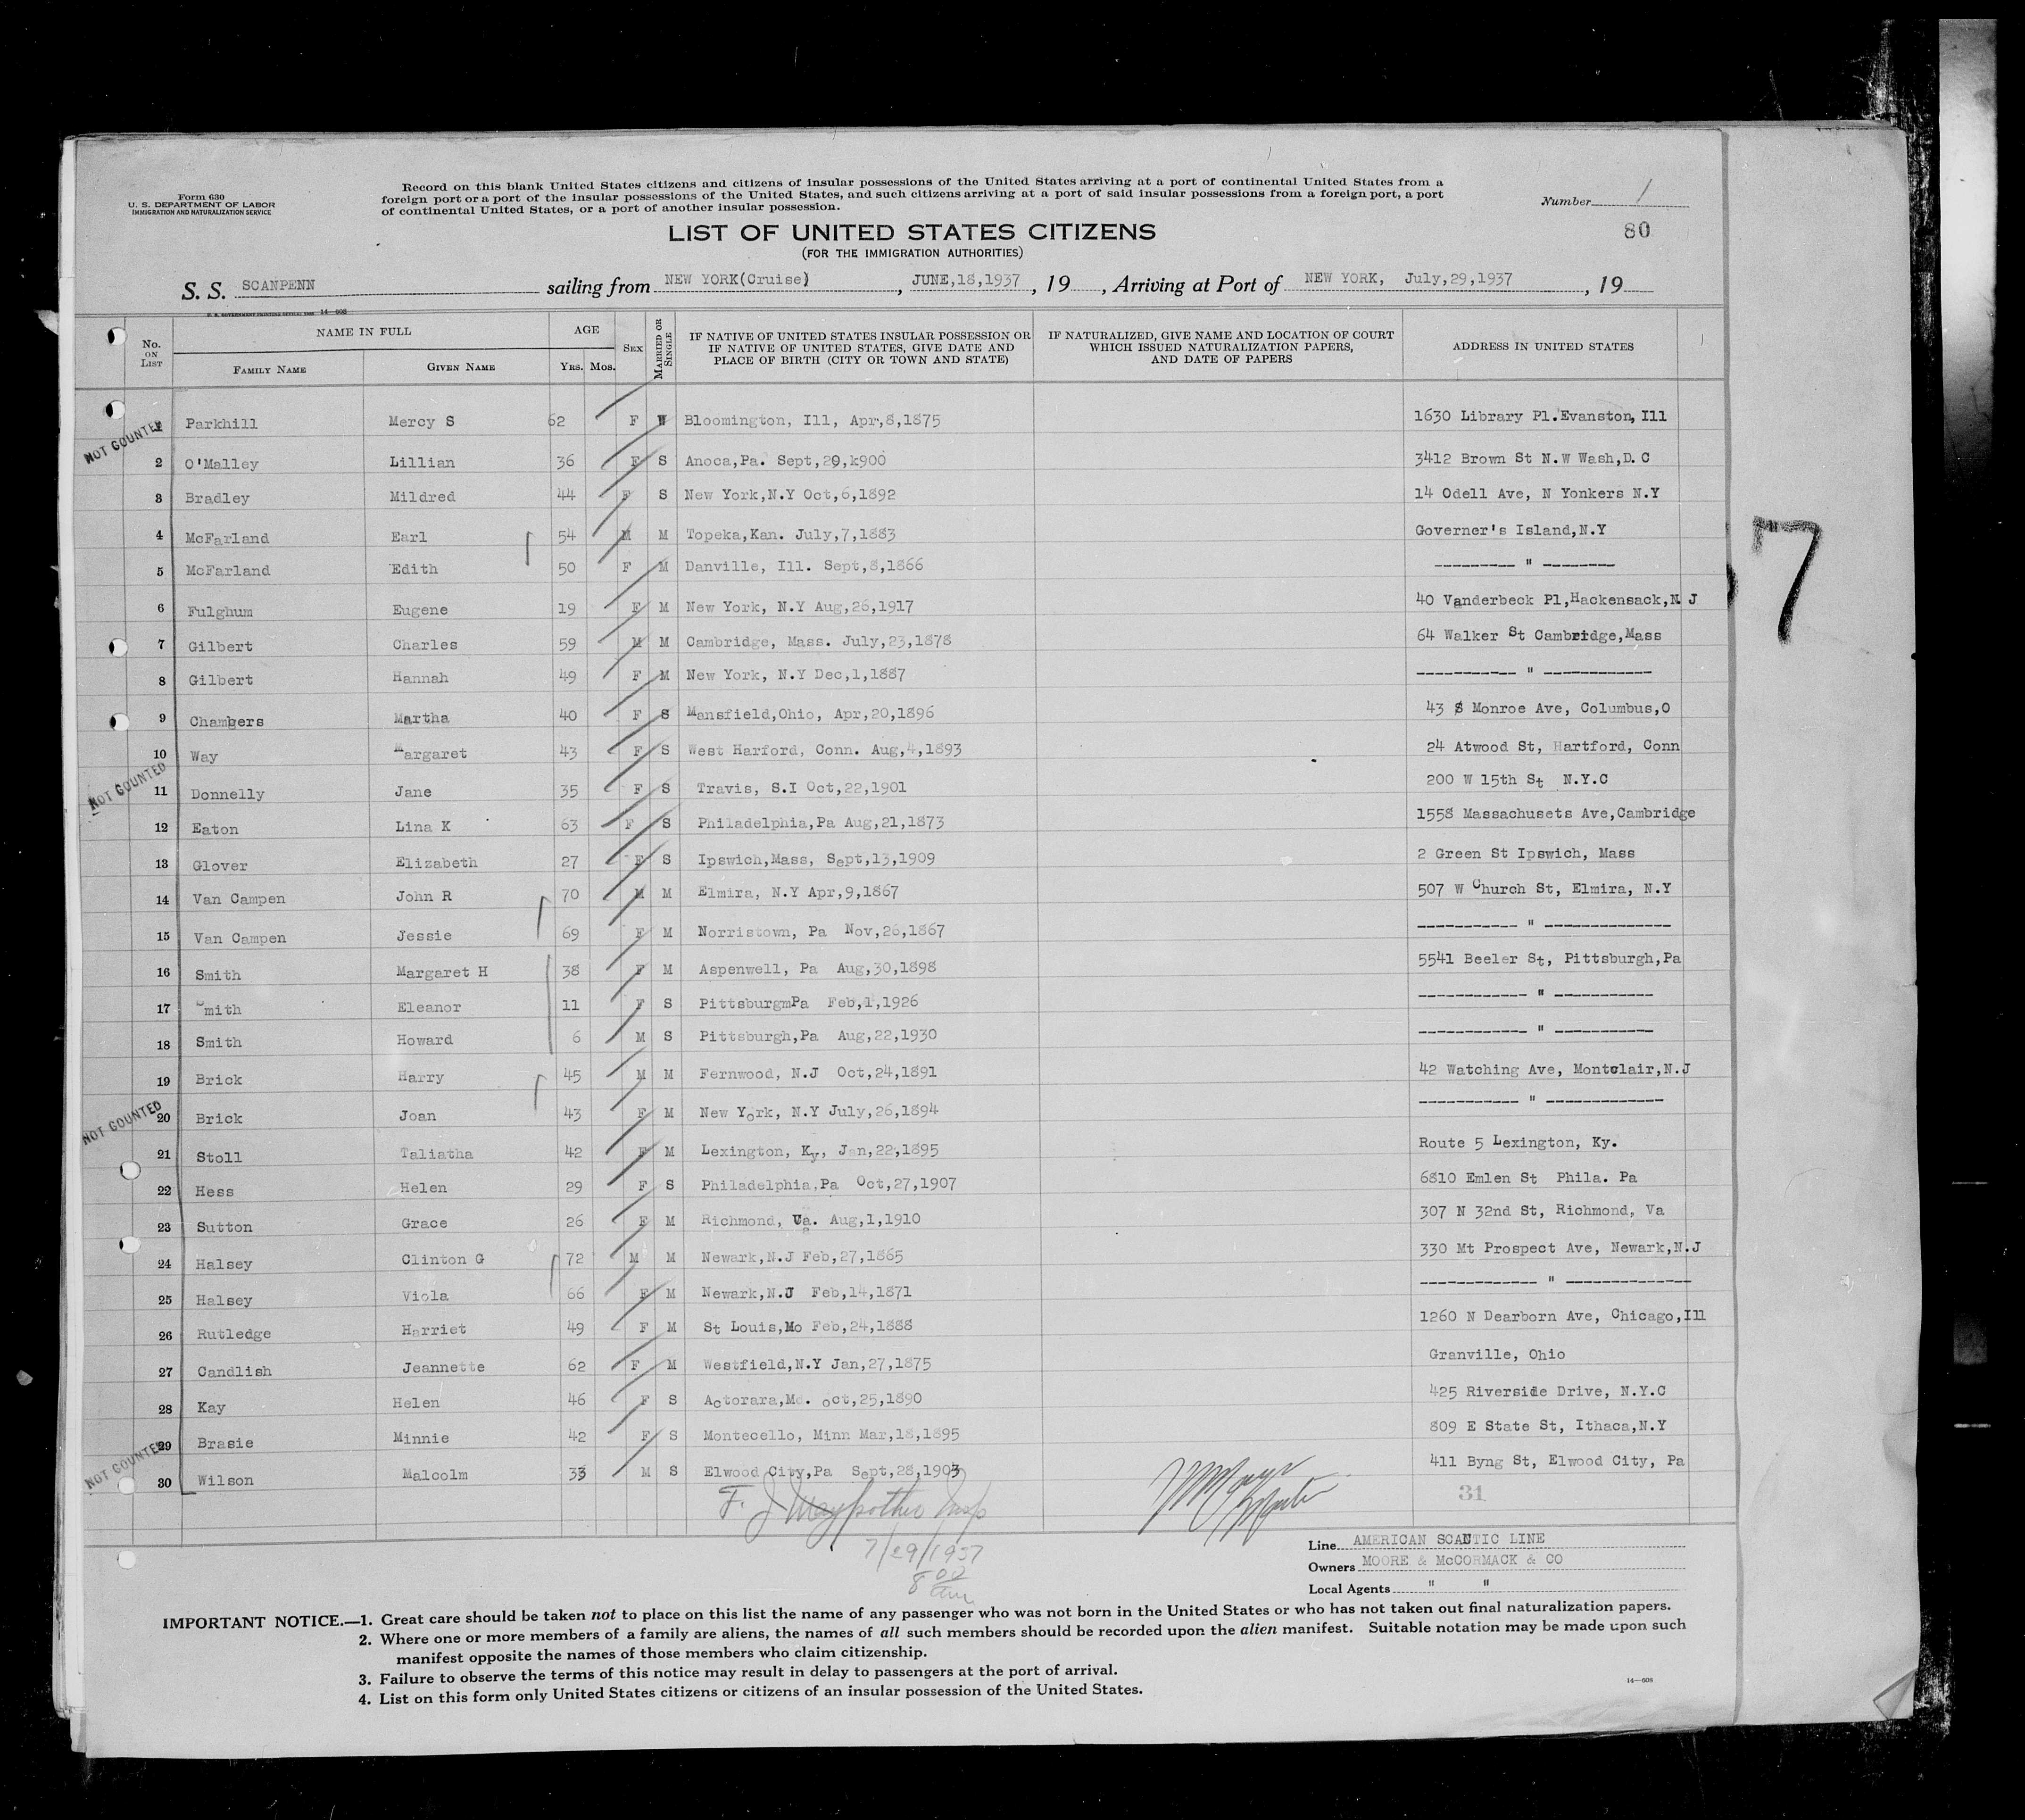 Form 630
U. S. DEPARTMENT OF LABOR
IMMIGRATION AND NATURALIZATION SERVICE
Record on this blank United States citizens and citizens of insular possessions of the United States arriving at a port of continental United States from a
foreign port or a port of the insular possessions of the United States, and such citizens arriving at a port of said insular possessions from a foreign port, a port
of continental United States, or a port of another insular possession.
Number 1
80
LIST OF UNITED STATES CITIZENS
(FOR THE IMMIGRATION AUTHORITIES)
S. S. SCANPENN sailing from NEW YORK(Cruise) , JUNE,18,1937 , 19 , Arriving at Port of NEW YORK, July,29,1937 , 19
No. ON LIST
NAME IN FULL
FAMILY NAME
GIVEN NAME
AGE
YRS. MOS.
SEX
MARRIED OR SINGLE
IF NATIVE OF UNITED STATES INSULAR POSSESSION OR
IF NATIVE OF UNITED STATES, GIVE DATE AND
PLACE OF BIRTH (CITY OR TOWN AND STATE)
IF NATURALIZED, GIVE NAME AND LOCATION OF COURT
WHICH ISSUED NATURALIZATION PAPERS,
AND DATE OF PAPERS
ADDRESS IN UNITED STATES
NOT COUNTED
1 Parkhill Mercy S 62 F W Bloomington, Ill, Apr,8,1875 1630 Library Pl.Evanston, Ill
2 O'Malley Lillian 36 F S Anoca,Pa. Sept,29,k900 3412 Brown St N.W Wash,D. C
3 Bradley Mildred 44 F S New York,N.Y Oct,6,1892 14 Odell Ave, N Yonkers N.Y
4 McFarland Earl 54 M M Topeka,Kan. July,7,1883 Governer's Island,N.Y
5 McFarland Edith 50 F M Danville, Ill. Sept,8,1866 --------- " --------
6 Fulghum Eugene 19 F M New York, N.Y Aug,26,1917 40 Vanderbeck Pl,Hackensack,N J
7 Gilbert Charles 59 M M Cambridge, Mass. July,23,1878 64 Walker St Cambridge,Mass
8 Gilbert Hannah 49 F M New York, N.Y Dec,1,1887 ----------- " ------------
9 Chambers Martha 40 F S Mansfield,Ohio, Apr,20,1896 43 S Monroe Ave, Columbus,O
10 Way Margaret 43 F S West Harford, Conn. Aug,4,1893 24 Atwood St, Hartford, Conn
NOT COUNTED
11 Donnelly Jane 35 F S Travis, S.I Oct,22,1901 200 W 15th St N.Y.C
12 Eaton Lina K 63 F S Philadelphia,Pa Aug,21,1873 1558 Massachusets Ave,Cambridge
13 Glover Elizabeth 27 F S Ipswich,Mass, Sept,13,1909 2 Green St Ipswich, Mass
14 Van Campen John R 70 M M Elmira, N.Y Apr,9,1867 507 W Church St, Elmira, N.Y
15 Van Campen Jessie 69 F M Norristown, Pa Nov,26,1867 ----------- " --------------
16 Smith Margaret H 38 F M Aspenwell, Pa Aug,30,1898 5541 Beeler St, Pittsburgh,Pa
17 Smith Eleanor 11 F S PittsburgmPa Feb,1,1926 ------------ " -----------
18 Smith Howard 6 M S Pittsburgh,Pa Aug,22,1930 ------------ " -----------
19 Brick Harry 45 M M Fernwood, N.J Oct,24,1891 42 Watching Ave, Montclair,N.J
NOT COUNTED
20 Brick Joan 43 F M New York, N.Y July,26,1894 ----------- " -------------
21 Stoll Taliatha 42 F M Lexington, Ky, Jan,22,1895 Route 5 Lexington, Ky.
22 Hess Helen 29 F S Philadelphia,Pa Oct,27,1907 6810 Emlen St Phila. Pa
23 Sutton Grace 26 F M Richmond, Va. Aug,1,1910 307 N 32nd St, Richmond, Va
24 Halsey Clinton G 72 M M Newark,N.J Feb,27,1865 330 Mt Prospect Ave, Newark,N.J
25 Halsey Viola 66 F M Newark,N.J Feb,14,1871 ------------- " --------------
26 Rutledge Harriet 49 F M St Louis,Mo Feb,24,1888 1260 N Dearborn Ave, Chicago,Ill
27 Candlish Jeannette 62 F M Westfield,N.Y Jan,27,1875 Granville, Ohio
28 Kay Helen 46 F S Actorara,Md. oct,25,1890 425 Riverside Drive, N.Y.C
29 Brasie Minnie 42 F S Montecello, Minn Mar,18,1895 809 E State St, Ithaca,N.Y
NOT COUNTED
30 Wilson Malcolm 33 M S Elwood City,Pa Sept,28,1903 411 Byng St, Elwood City, Pa
7
F. J Insp
31
7/29/1937
8 00 am
Line AMERICAN SCANTIC LINE
Owners MOORE & McCORMACK & CO
Local Agents " "
IMPORTANT NOTICE.—1. Great care should be taken not to place on this list the name of any passenger who was not born in the United States or who has not taken out final naturalization papers.
2. Where one or more members of a family are aliens, the names of all such members should be recorded upon the alien manifest. Suitable notation may be made upon such
manifest opposite the names of those members who claim citizenship.
3. Failure to observe the terms of this notice may result in delay to passengers at the port of arrival.
4. List on this form only United States citizens or citizens of an insular possession of the United States.
14—608